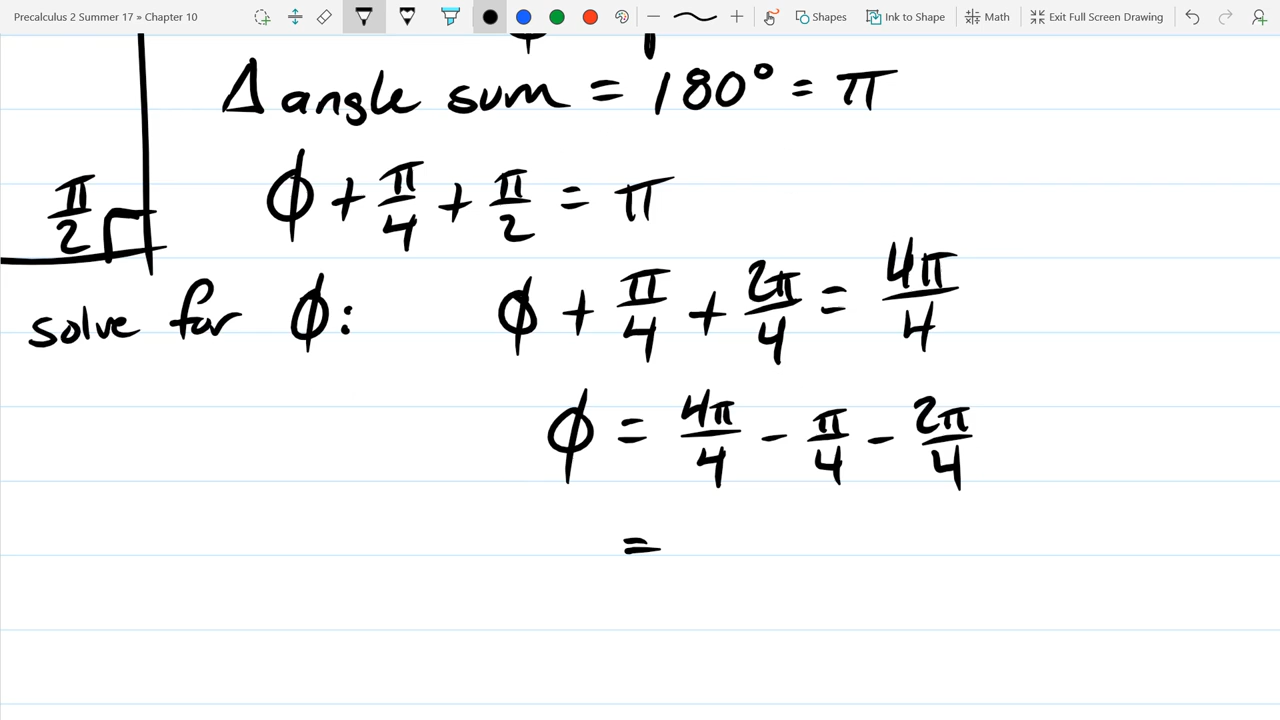 Precalculus 2 Summer 17 » Chapter 10
Shapes
Ink to Shape
Math
Exit Full Screen Drawing
Δ angle sum = 180° = π
π/2
ϕ + π/4 + π/2 = π
solve for ϕ: ϕ + π/4 + 2π/4 = 4π/4
ϕ = 4π/4 - π/4 - 2π/4
=